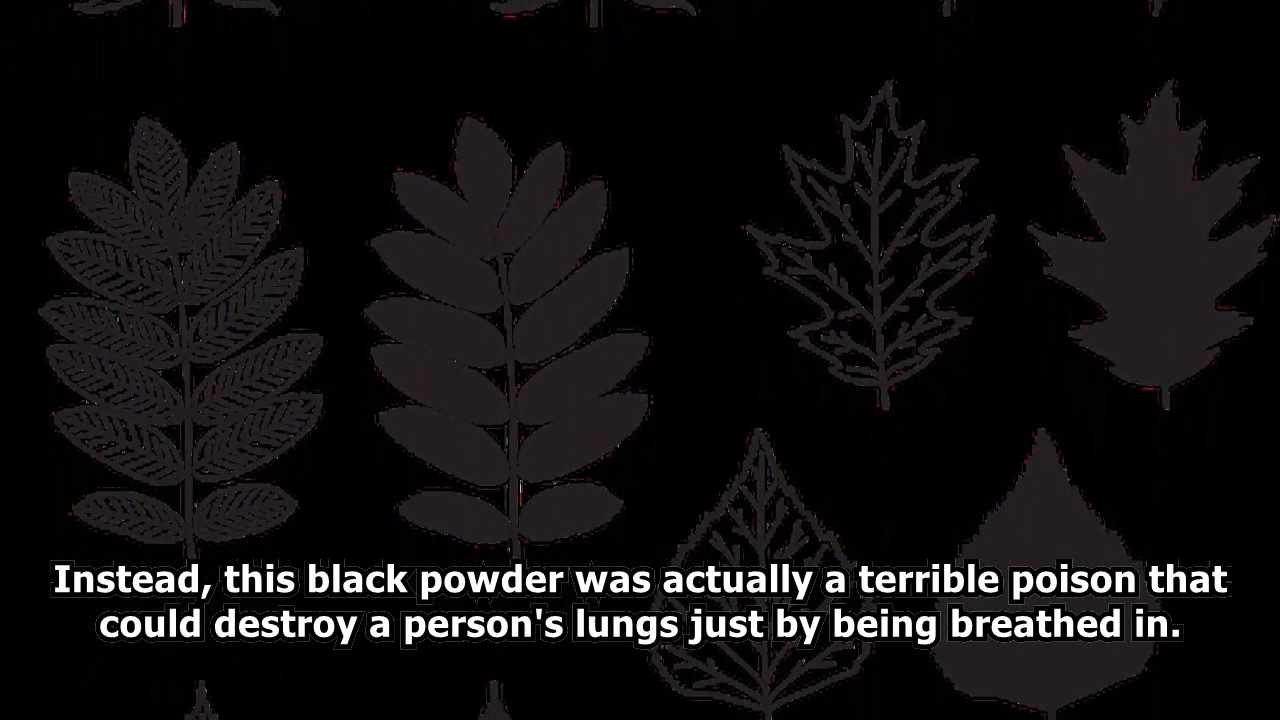 Instead, this black powder was actually a terrible poison that
could destroy a person's lungs just by being breathed in.